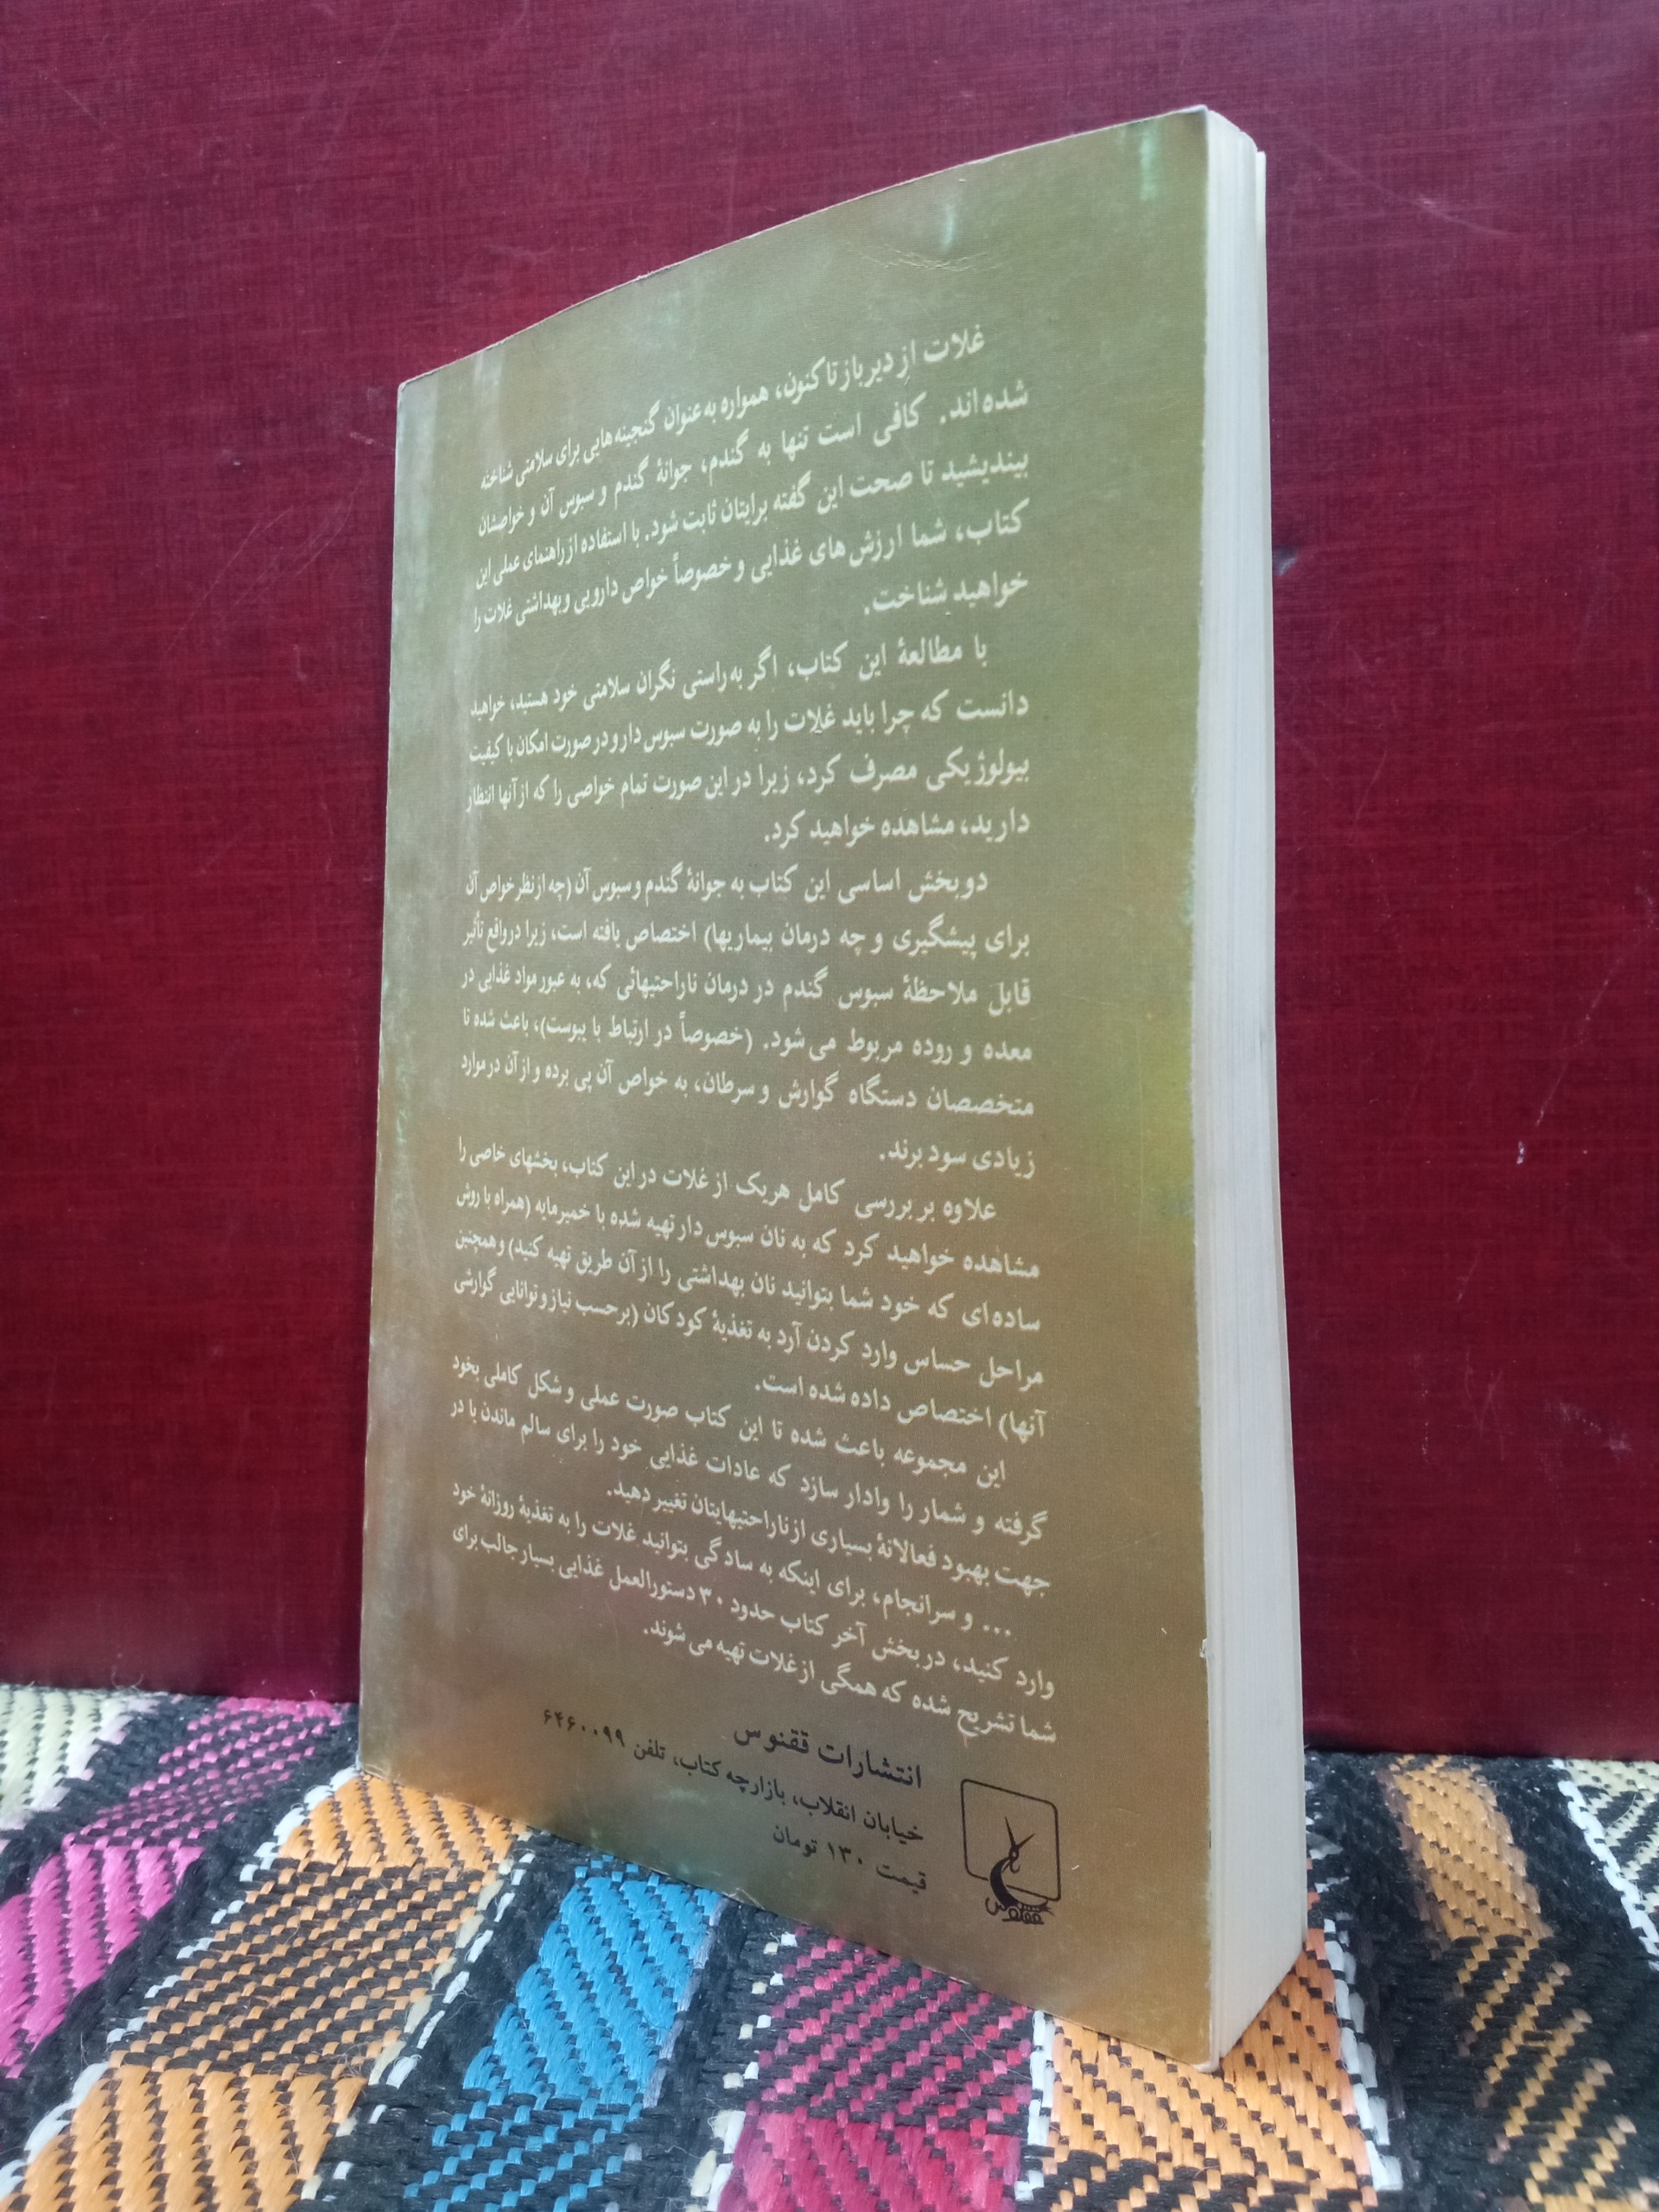 غلات از دیر باز تا کنون، همواره به عنوان گنجینه هایی برای سلامتی شناخته
شده اند. کافی است تنها به گندم، جوانهٔ گندم و سبوس آن و خواصشان
بیندیشید تا صحت این گفته برایتان ثابت شود. با استفاده از راهنمای عملی این
کتاب، شما ارزش های غذایی و خصوصاً خواص دارویی و بهداشتی غلات را
خواهید شناخت.
با مطالعهٔ این کتاب، اگر به راستی نگران سلامتی خود هستید، خواهید
دانست که چرا باید غلات را به صورت سبوس دار و در صورت امکان با کیفیت
بیولوژیکی مصرف کرد، زیرا در این صورت تمام خواصی را که از آنها انتظار
دارید، مشاهده خواهید کرد.
دو بخش اساسی این کتاب به جوانهٔ گندم و سبوس آن (چه از نظر خواص آن
برای پیشگیری و چه درمان بیماریها) اختصاص یافته است، زیرا در واقع تأثیر
قابل ملاحظهٔ سبوس گندم در درمان ناراحتیهائی که، به عبور مواد غذایی در
معده و روده مربوط می شود. (خصوصاً در ارتباط با یبوست)، باعث شده تا
متخصصان دستگاه گوارش و سرطان، به خواص آن پی برده و از آن در موارد
زیادی سود برند.
علاوه بر بررسی کامل هریک از غلات در این کتاب، بخشهای خاصی را
مشاهده خواهید کرد که به نان سبوس دار تهیه شده با خمیرمایه (همراه با روش
ساده ای که خود شما بتوانید نان بهداشتی را از آن طریق تهیه کنید) و همچنین
مراحل حساس وارد کردن آرد به تغذیهٔ کودکان (برحسب نیاز و توانایی گوارشی
آنها) اختصاص داده شده است.
این مجموعه باعث شده تا این کتاب صورت عملی و شکل کاملی بخود
گرفته و شمار را وادار سازد که عادات غذایی خود را برای سالم ماندن یا در
جهت بهبود فعالانهٔ بسیاری از ناراحتیهایتان تغییر دهید.
... و سرانجام، برای اینکه به سادگی بتوانید غلات را به تغذیهٔ روزانهٔ خود
وارد کنید، در بخش آخر کتاب حدود ۳۰ دستورالعمل غذایی بسیار جالب برای
شما تشریح شده که همگی از غلات تهیه می شوند.
انتشارات ققنوس
خیابان انقلاب، بازارچه کتاب، تلفن ۶۴۶۰۰۹۹
قیمت ۱۳۰ تومان
ققنوس